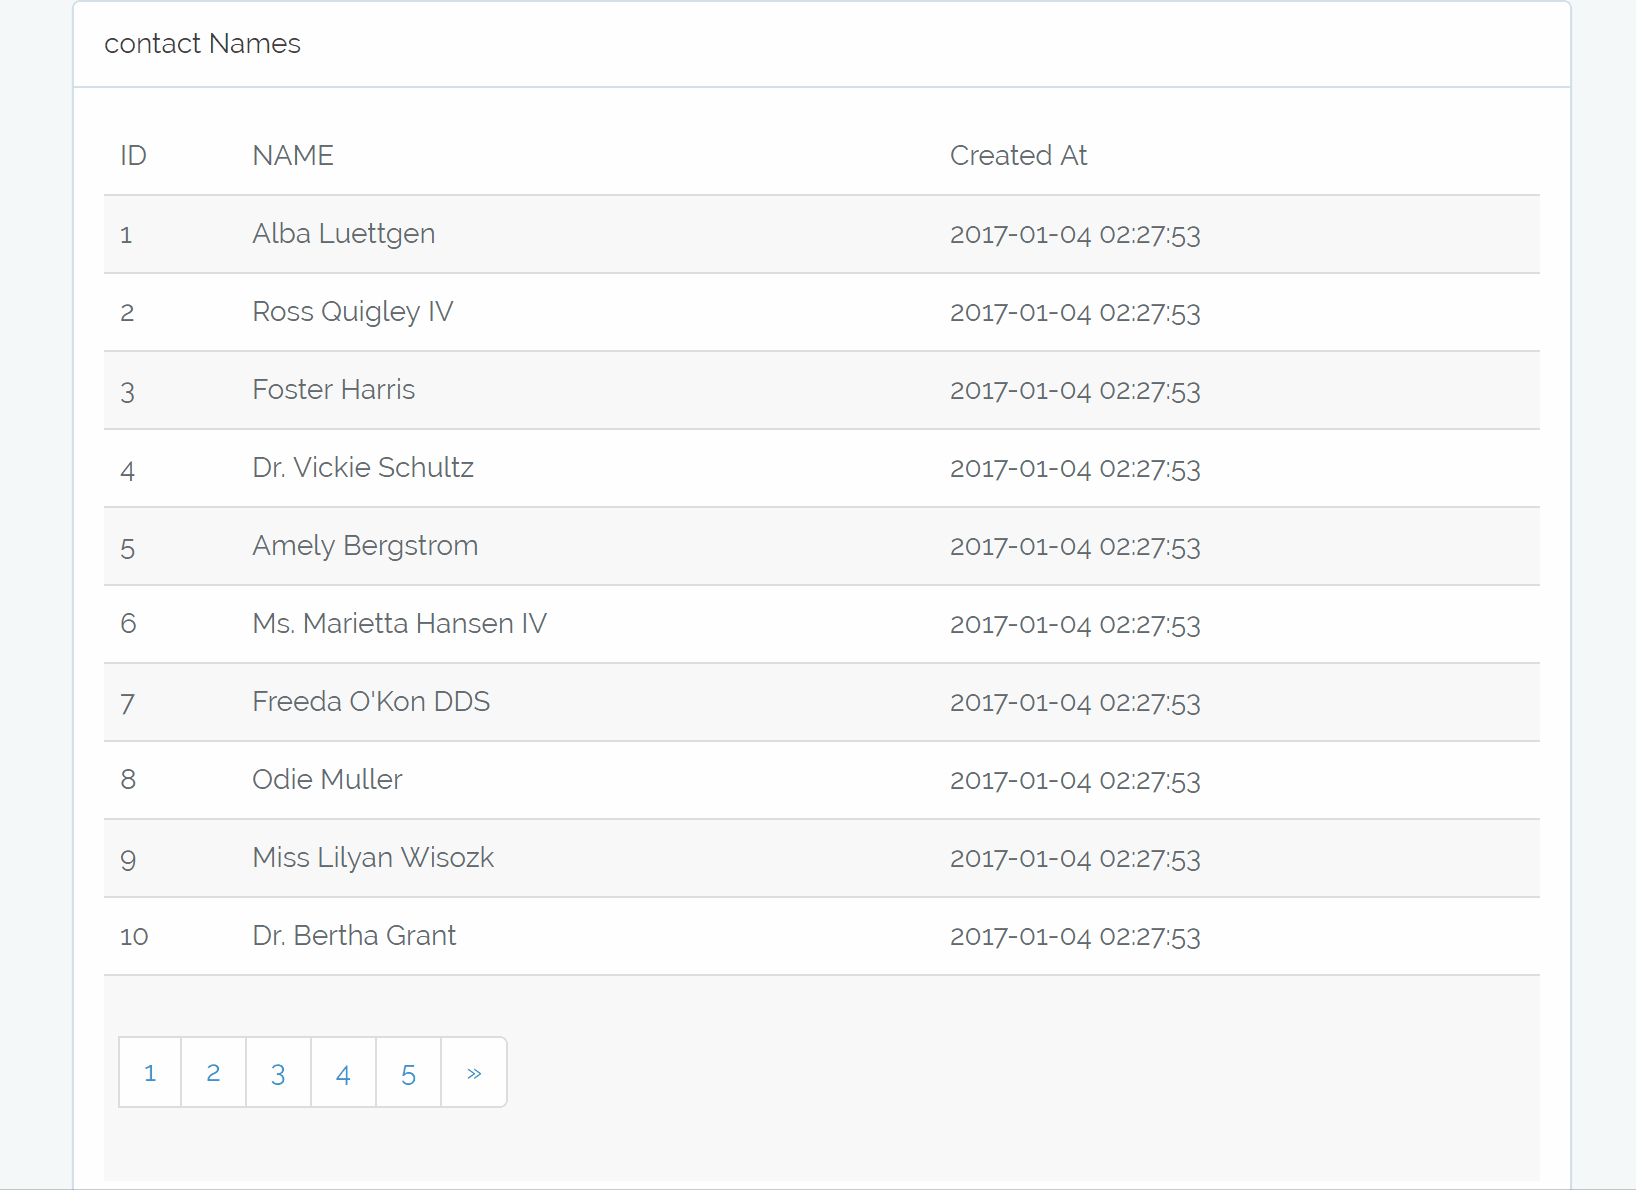 contact Names
ID NAME Created At
1 Alba Luettgen 2017-01-04 02:27:53
2 Ross Quigley IV 2017-01-04 02:27:53
3 Foster Harris 2017-01-04 02:27:53
4 Dr. Vickie Schultz 2017-01-04 02:27:53
5 Amely Bergstrom 2017-01-04 02:27:53
6 Ms. Marietta Hansen IV 2017-01-04 02:27:53
7 Freeda O'Kon DDS 2017-01-04 02:27:53
8 Odie Muller 2017-01-04 02:27:53
9 Miss Lilyan Wisozk 2017-01-04 02:27:53
10 Dr. Bertha Grant 2017-01-04 02:27:53
1 2 3 4 5 »